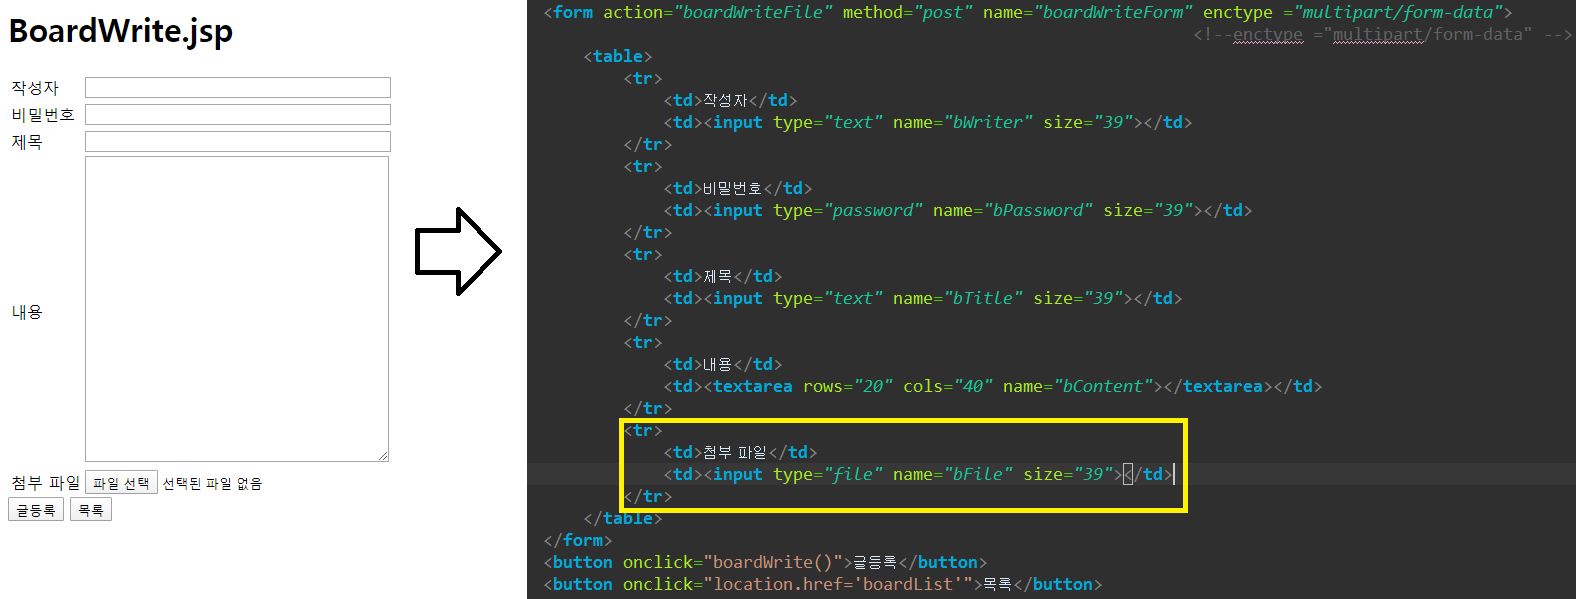 BoardWrite.jsp
작성자
비밀번호
제목
내용
첨부 파일 파일 선택 선택된 파일 없음
글등록 목록
<form action="boardWriteFile" method="post" name="boardWriteForm" enctype ="multipart/form-data">
<!--enctype ="multipart/form-data" -->
<table>
<tr>
<td>작성자</td>
<td><input type="text" name="bWriter" size="39"></td>
</tr>
<tr>
<td>비밀번호</td>
<td><input type="password" name="bPassword" size="39"></td>
</tr>
<tr>
<td>제목</td>
<td><input type="text" name="bTitle" size="39"></td>
</tr>
<tr>
<td>내용</td>
<td><textarea rows="20" cols="40" name="bContent"></textarea></td>
</tr>
<tr>
<td>첨부 파일</td>
<td><input type="file" name="bFile" size="39"></td>
</tr>
</table>
</form>
<button onclick="boardWrite()">글등록</button>
<button onclick="location.href='boardList'">목록</button>